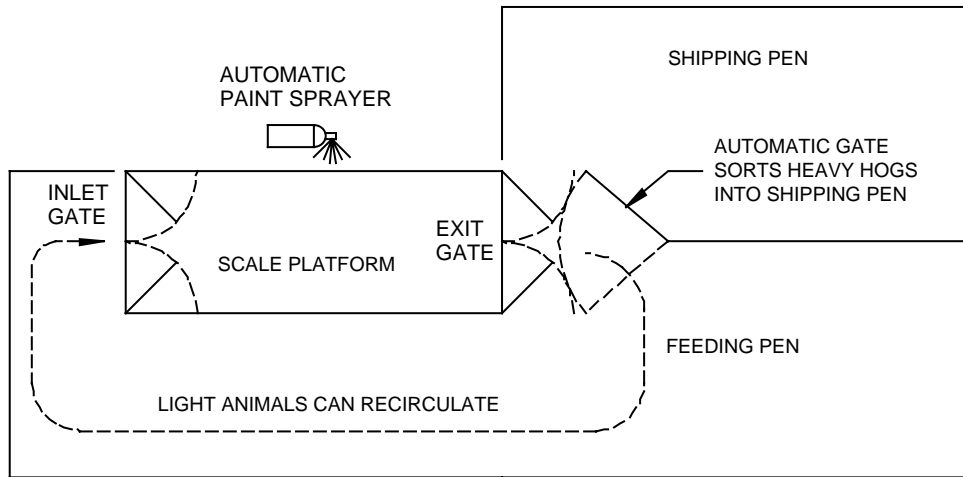 SHIPPING PEN
AUTOMATIC
PAINT SPRAYER
AUTOMATIC GATE
SORTS HEAVY HOGS
INTO SHIPPING PEN
INLET
GATE
EXIT
GATE
SCALE PLATFORM
FEEDING PEN
LIGHT ANIMALS CAN RECIRCULATE